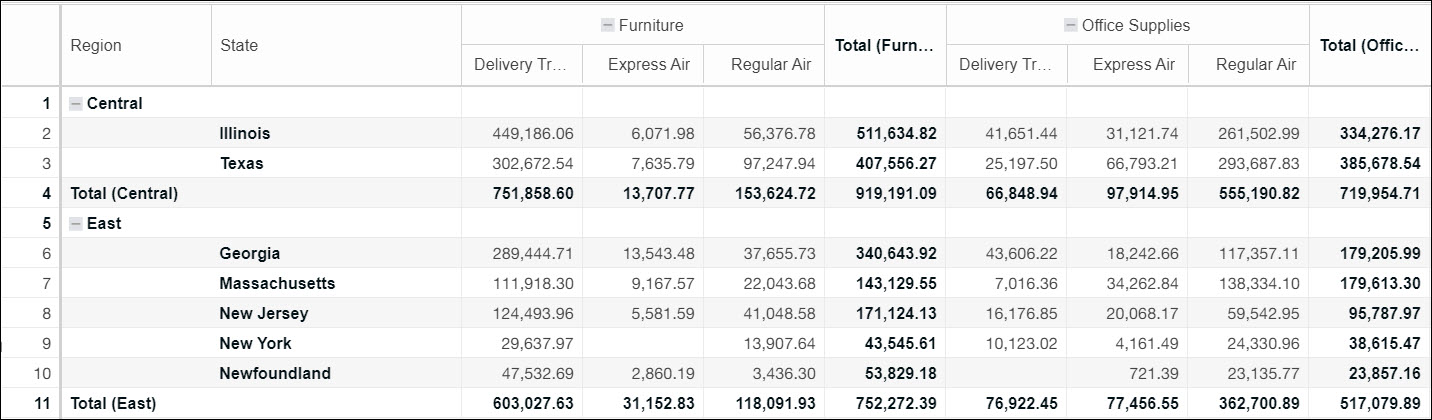 Furniture Office Supplies
Region State Total (Furn... Total (Offic...
Delivery Tr... Express Air Regular Air Delivery Tr... Express Air Regular Air
1 Central
2 Illinois 449,186.06 6,071.98 56,376.78 511,634.82 41,651.44 31,121.74 261,502.99 334,276.17
3 Texas 302,672.54 7,635.79 97,247.94 407,556.27 25,197.50 66,793.21 293,687.83 385,678.54
4 Total (Central) 751,858.60 13,707.77 153,624.72 919,191.09 66,848.94 97,914.95 555,190.82 719,954.71
5 East
6 Georgia 289,444.71 13,543.48 37,655.73 340,643.92 43,606.22 18,242.66 117,357.11 179,205.99
7 Massachusetts 111,918.30 9,167.57 22,043.68 143,129.55 7,016.36 34,262.84 138,334.10 179,613.30
8 New Jersey 124,493.96 5,581.59 41,048.58 171,124.13 16,176.85 20,068.17 59,542.95 95,787.97
9 New York 29,637.97 13,907.64 43,545.61 10,123.02 4,161.49 24,330.96 38,615.47
10 Newfoundland 47,532.69 2,860.19 3,436.30 53,829.18 721.39 23,135.77 23,857.16
11 Total (East) 603,027.63 31,152.83 118,091.93 752,272.39 76,922.45 77,456.55 362,700.89 517,079.89